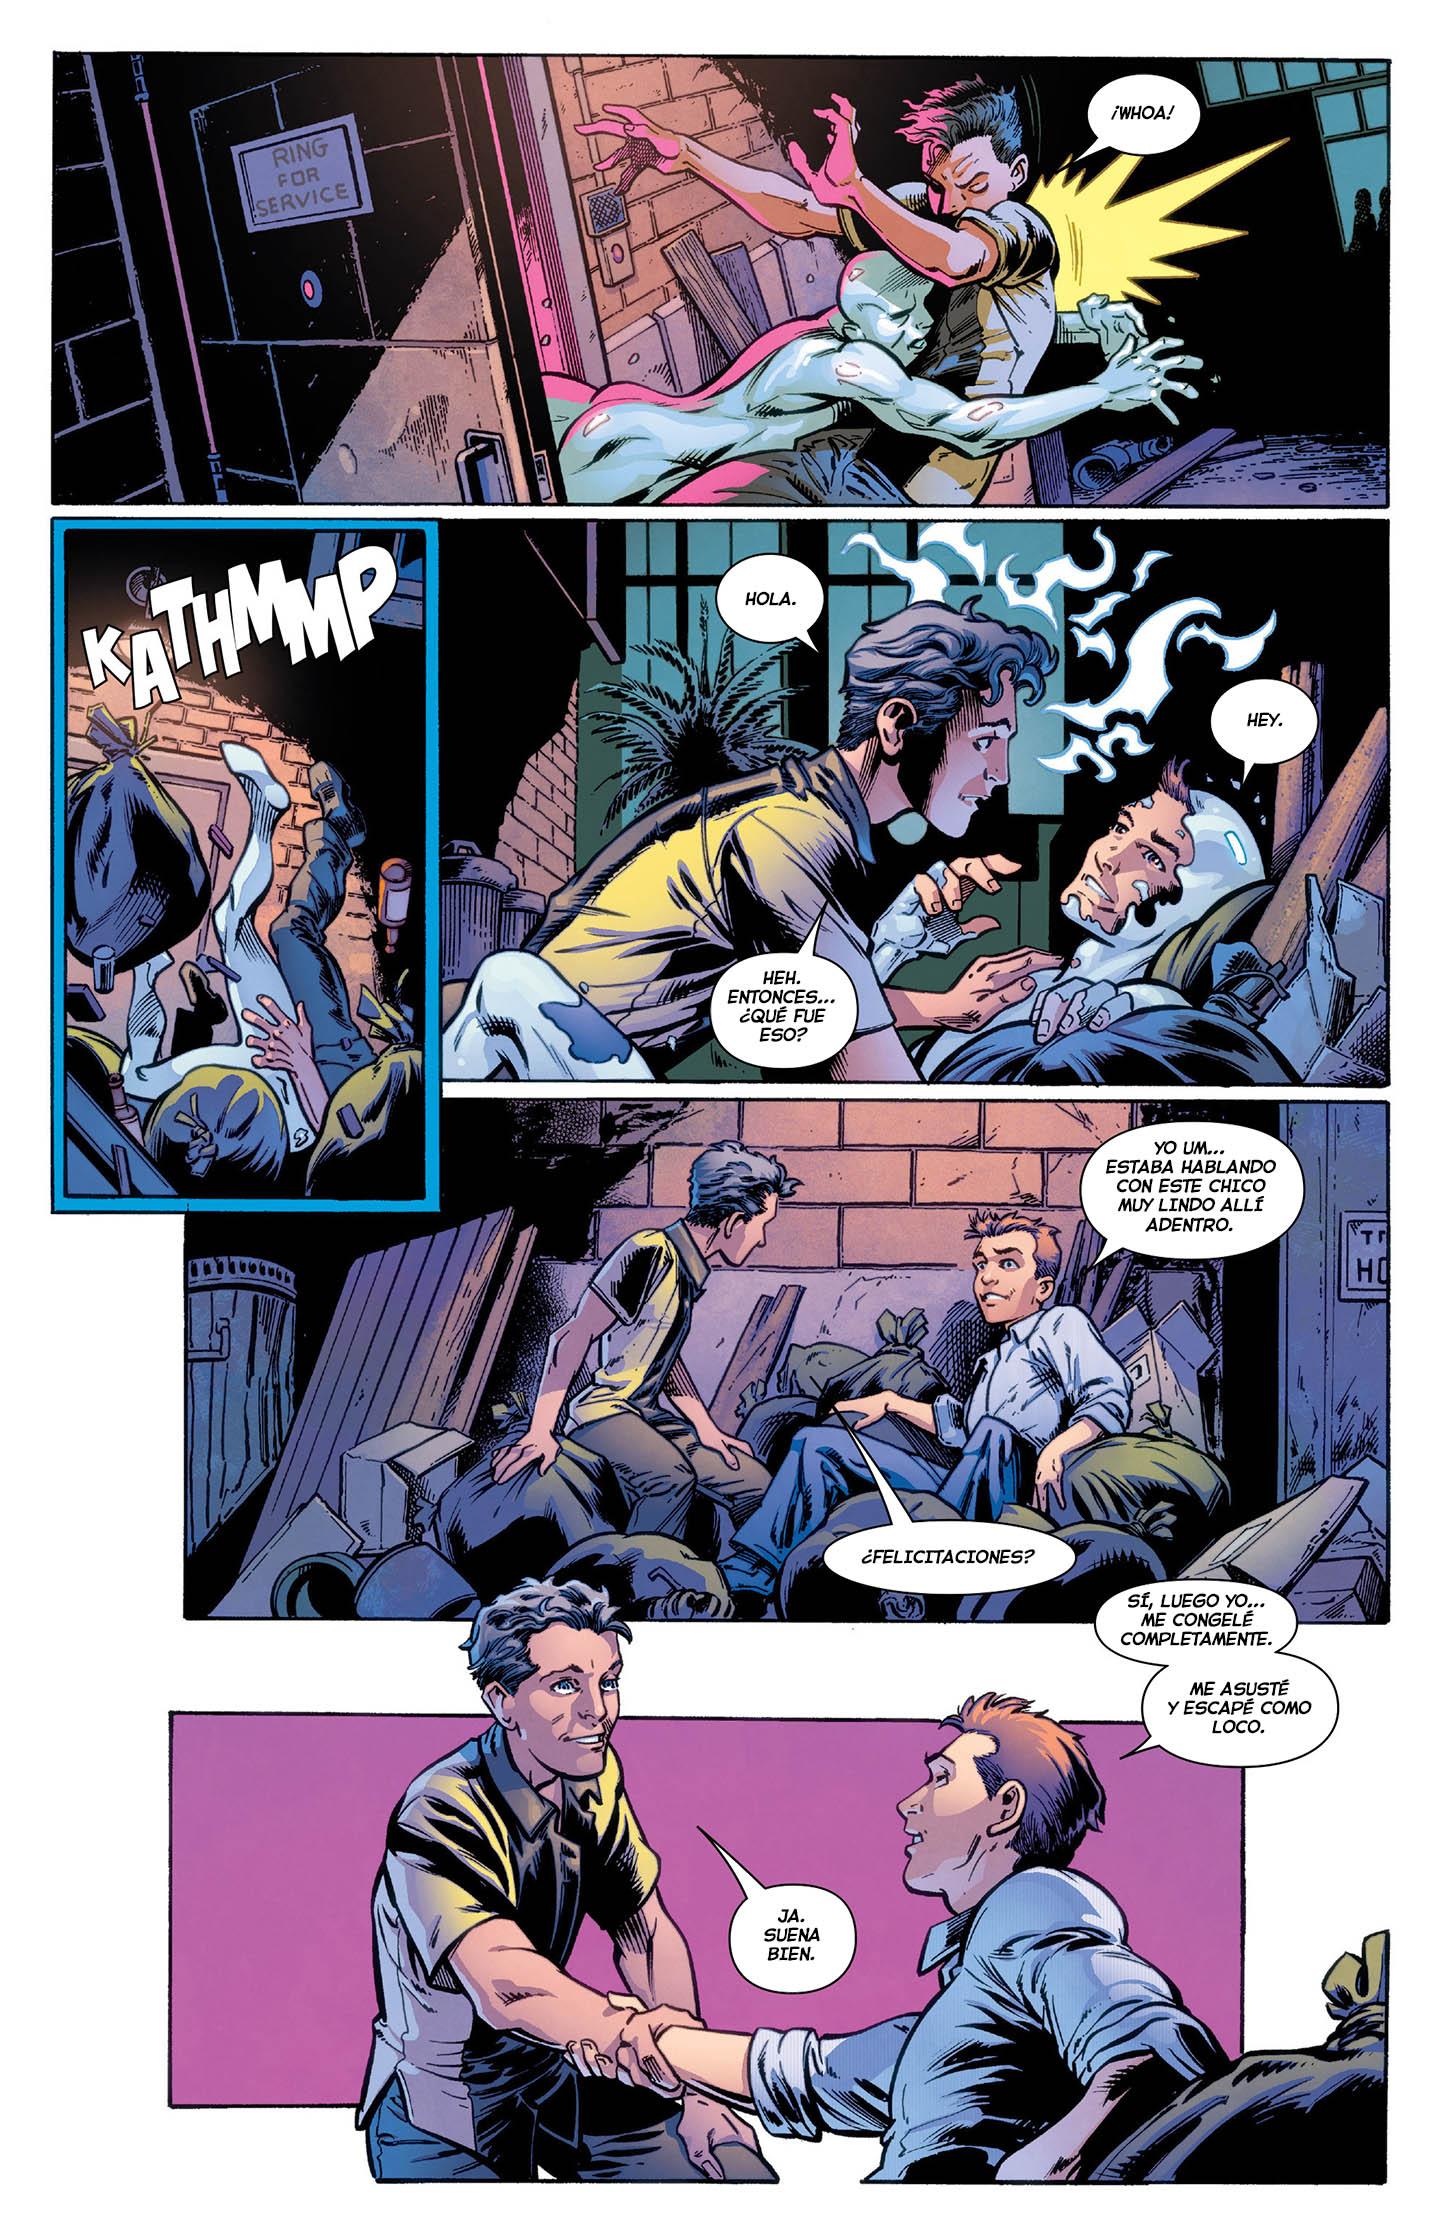 RING
FOR
SERVICE
¡WHOA!
KATHMMP
HOLA.
HEY.
HEH.
ENTONCES...
¿QUÉ FUE
ESO?
YO UM...
ESTABA HABLANDO
CON ESTE CHICO
MUY LINDO ALLÍ
ADENTRO.
¿FELICITACIONES?
SÍ, LUEGO YO...
ME CONGELÉ
COMPLETAMENTE.
ME ASUSTÉ
Y ESCAPÉ COMO
LOCO.
JA.
SUENA
BIEN.